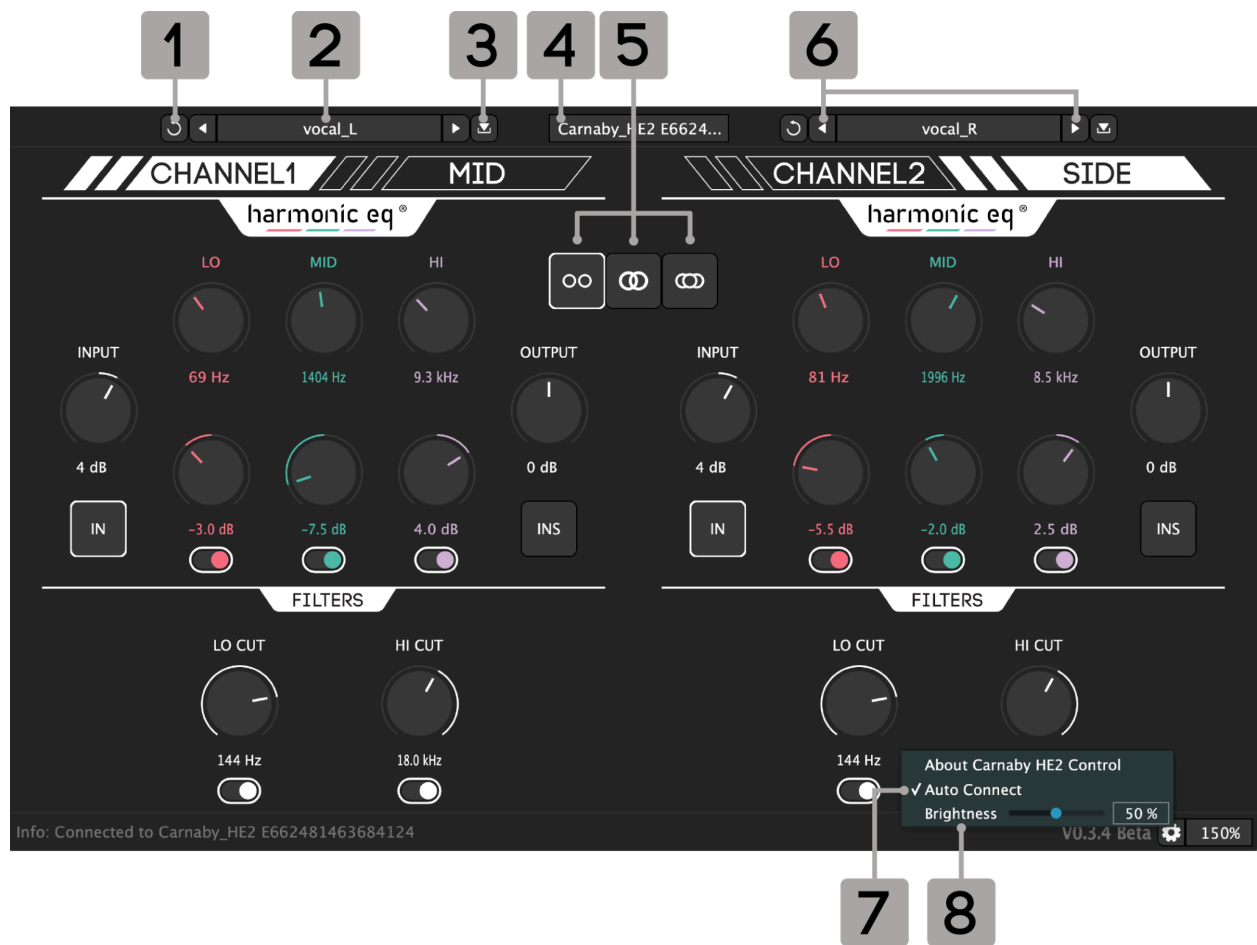 1 2 3 4 5 6
vocal_L Carnaby_HE2 E6624... vocal_R
CHANNEL1 MID CHANNEL2 SIDE
harmonic eq® harmonic eq®
LO MID HI LO MID HI
INPUT OUTPUT INPUT OUTPUT
69 Hz 1404 Hz 9.3 kHz 81 Hz 1996 Hz 8.5 kHz
4 dB 0 dB 4 dB 0 dB
IN -3.0 dB -7.5 dB 4.0 dB INS IN -5.5 dB -2.0 dB 2.5 dB INS
FILTERS FILTERS
LO CUT HI CUT LO CUT HI CUT
144 Hz 18.0 kHz 144 Hz
About Carnaby HE2 Control
✓ Auto Connect
Brightness 50 %
Info: Connected to Carnaby_HE2 E662481463684124 V0.3.4 Beta 150%
7 8